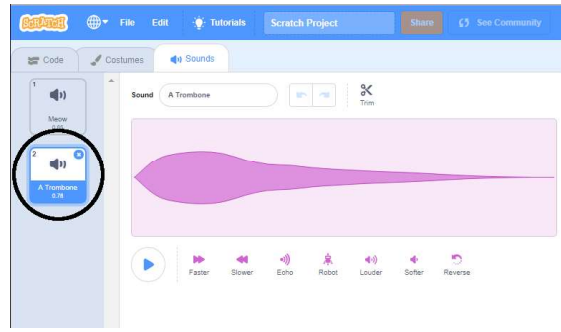 SCRATCH File Edit Tutorials Scratch Project Share See Community
Code Costumes Sounds
1
Meow
2
A Trombone
0.78
Sound A Trombone Trim
Faster Slower Echo Robot Louder Softer Reverse